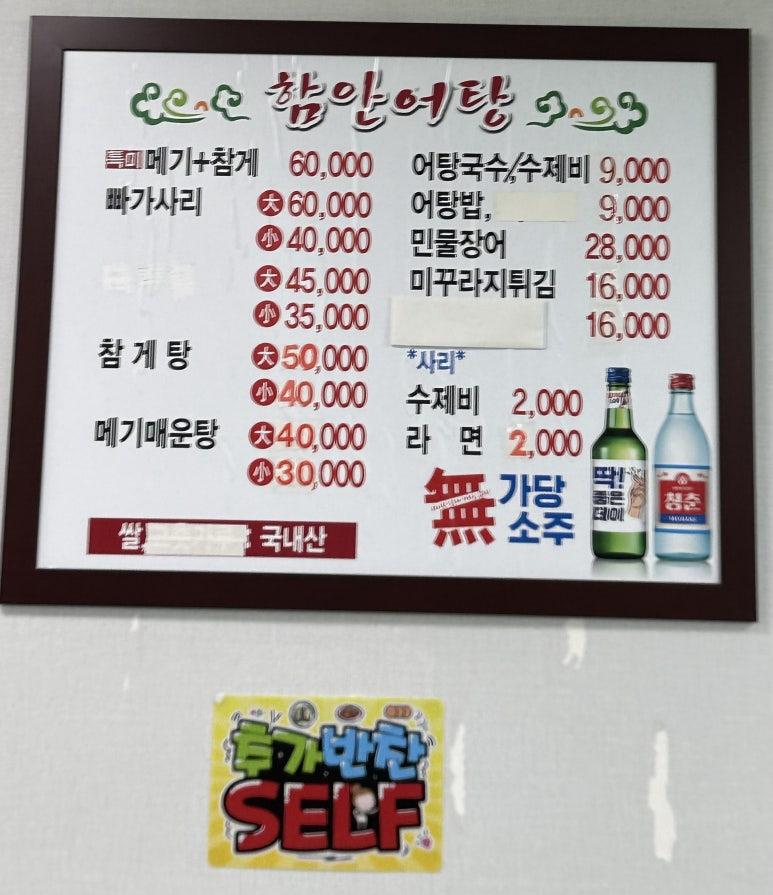 함안어탕
특미 메기+참게 60,000
빠가사리 大 60,000
小 40,000
大 45,000
小 35,000
참게탕 大 50,000
小 40,000
메기매운탕 大 40,000
小 30,000
쌀, : 국내산
어탕국수/수제비 9,000
어탕밥, 9,000
민물장어 28,000
미꾸라지튀김 16,000
16,000
*사리*
수제비 2,000
라면 2,000
無 가당
소주
딱!
좋은
데이
청춘
추가반찬
SELF